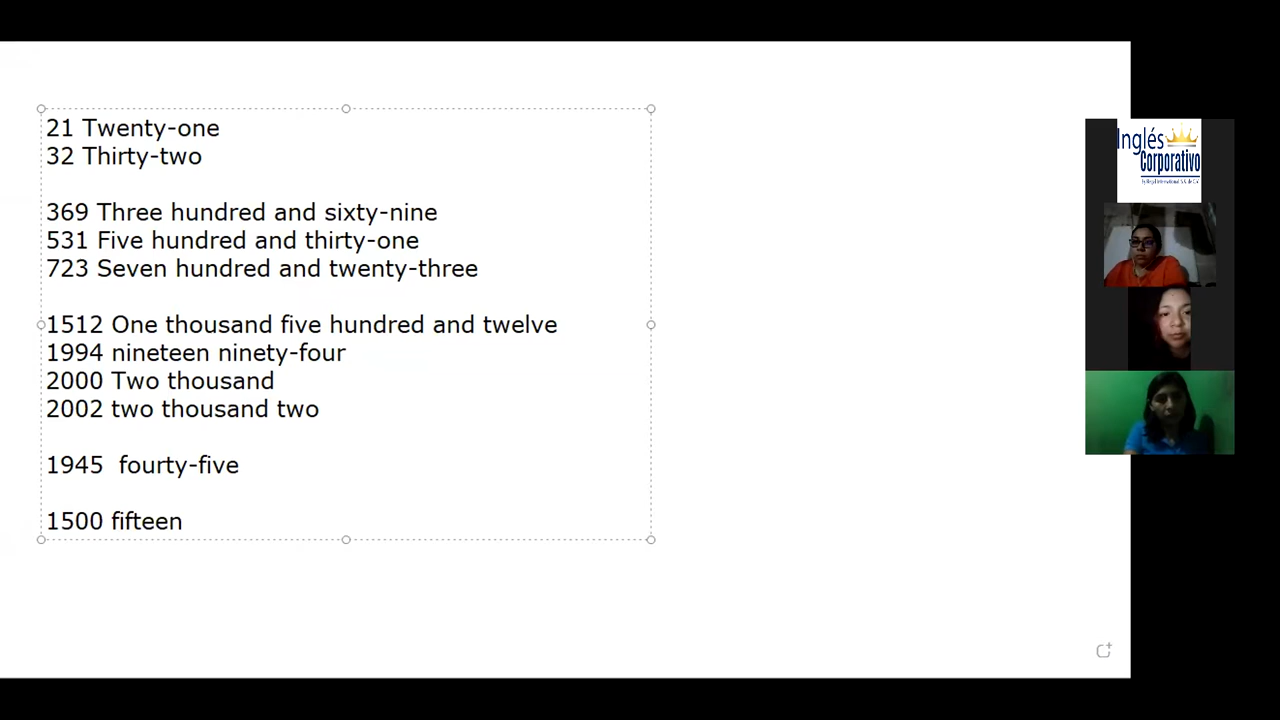 21 Twenty-one
32 Thirty-two
369 Three hundred and sixty-nine
531 Five hundred and thirty-one
723 Seven hundred and twenty-three
1512 One thousand five hundred and twelve
1994 nineteen ninety-four
2000 Two thousand
2002 two thousand two
1945 fourty-five
1500 fifteen
Inglés
Corporativo